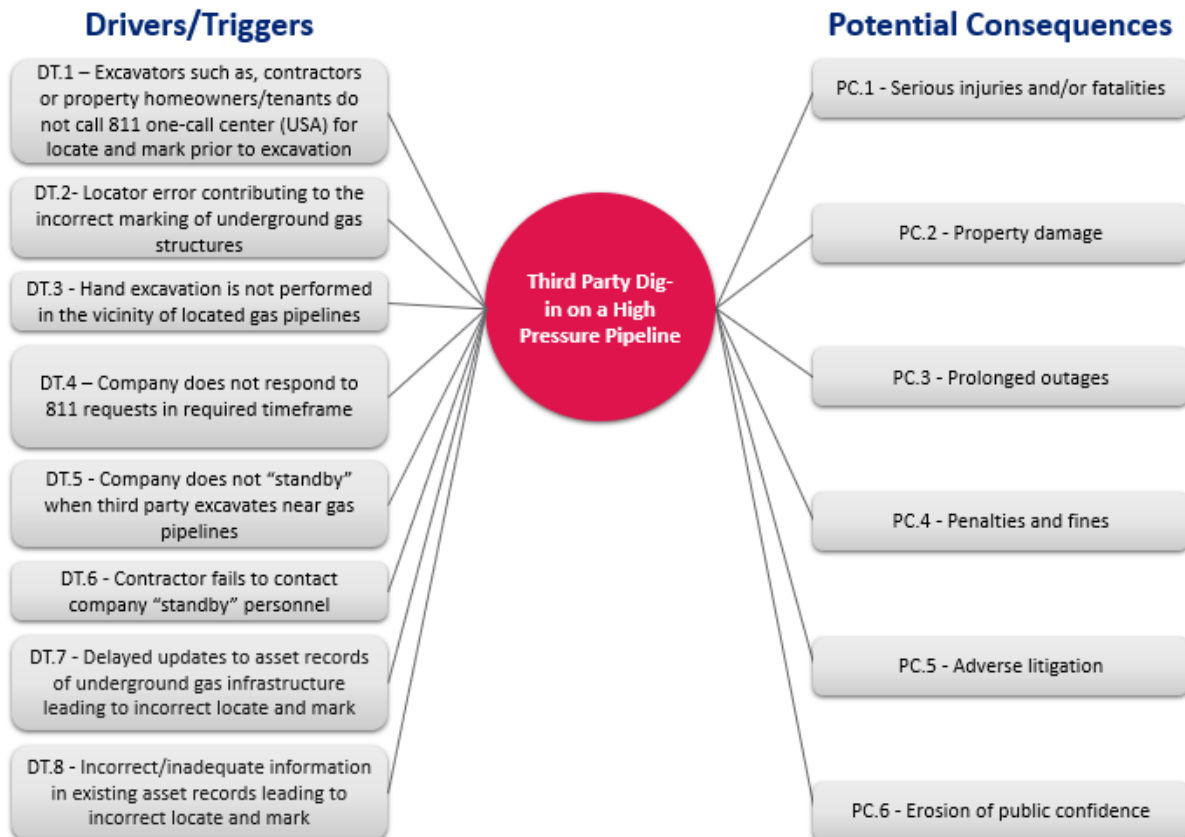 Drivers/Triggers
DT.1 – Excavators such as, contractors
or property homeowners/tenants do
not call 811 one-call center (USA) for
locate and mark prior to excavation
DT.2- Locator error contributing to the
incorrect marking of underground gas
structures
DT.3 - Hand excavation is not performed
in the vicinity of located gas pipelines
DT.4 – Company does not respond to
811 requests in required timeframe
DT.5 - Company does not “standby”
when third party excavates near gas
pipelines
DT.6 - Contractor fails to contact
company “standby” personnel
DT.7 - Delayed updates to asset records
of underground gas infrastructure
leading to incorrect locate and mark
DT.8 - Incorrect/inadequate information
in existing asset records leading to
incorrect locate and mark
Third Party Dig-
in on a High
Pressure Pipeline
Potential Consequences
PC.1 - Serious injuries and/or fatalities
PC.2 - Property damage
PC.3 - Prolonged outages
PC.4 - Penalties and fines
PC.5 - Adverse litigation
PC.6 - Erosion of public confidence